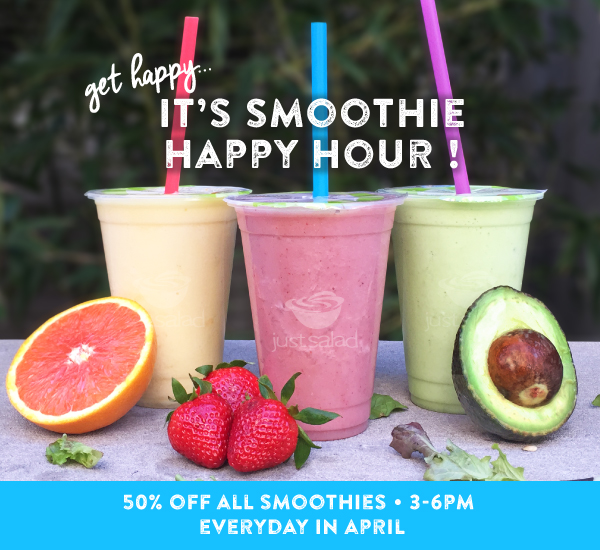 get happy...
IT'S SMOOTHIE
HAPPY HOUR !
just salad
50% OFF ALL SMOOTHIES • 3-6PM
EVERYDAY IN APRIL